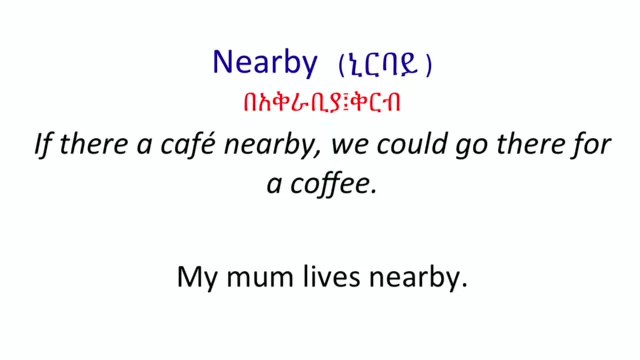 Nearby (ኒርባይ)
በአቅራቢያ፤ቅርብ
If there a café nearby, we could go there for
a coffee.
My mum lives nearby.